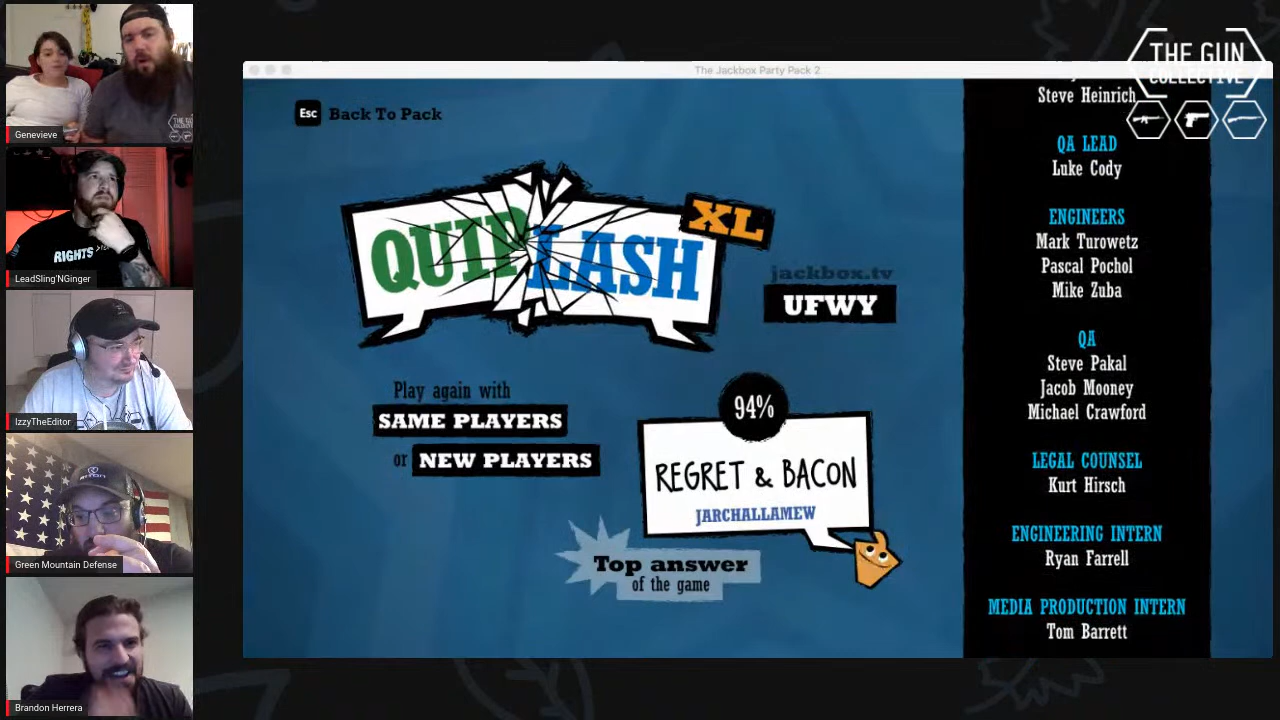 Genevieve
LeadSling'NGinger
RIGHTS
IzzyTheEditor
Green Mountain Defense
Brandon Herrera
THE GUN
COLLECTIVE
The Jackbox Party Pack 2
Esc Back To Pack
QUIPLASH XL
jackbox.tv
UFWY
Play again with
SAME PLAYERS
or NEW PLAYERS
94%
REGRET & BACON
JARCHALLAMEW
Top answer
of the game
Steve Heinrich
QA LEAD
Luke Cody
ENGINEERS
Mark Turowetz
Pascal Pochol
Mike Zuba
QA
Steve Pakal
Jacob Mooney
Michael Crawford
LEGAL COUNSEL
Kurt Hirsch
ENGINEERING INTERN
Ryan Farrell
MEDIA PRODUCTION INTERN
Tom Barrett